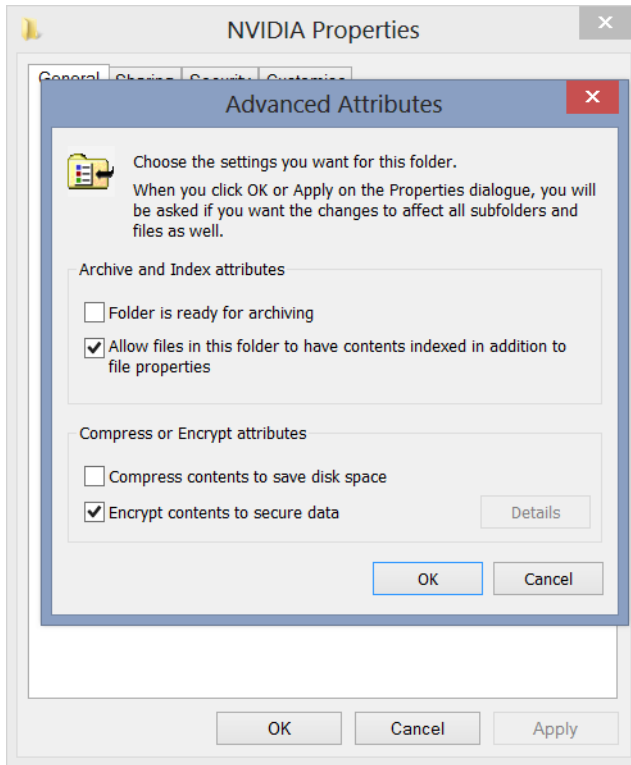 NVIDIA Properties
General Sharing Security Customise
Advanced Attributes
Choose the settings you want for this folder.
When you click OK or Apply on the Properties dialogue, you will
be asked if you want the changes to affect all subfolders and
files as well.
Archive and Index attributes
Folder is ready for archiving
Allow files in this folder to have contents indexed in addition to
file properties
Compress or Encrypt attributes
Compress contents to save disk space
Encrypt contents to secure data
Details
OK Cancel
OK Cancel Apply